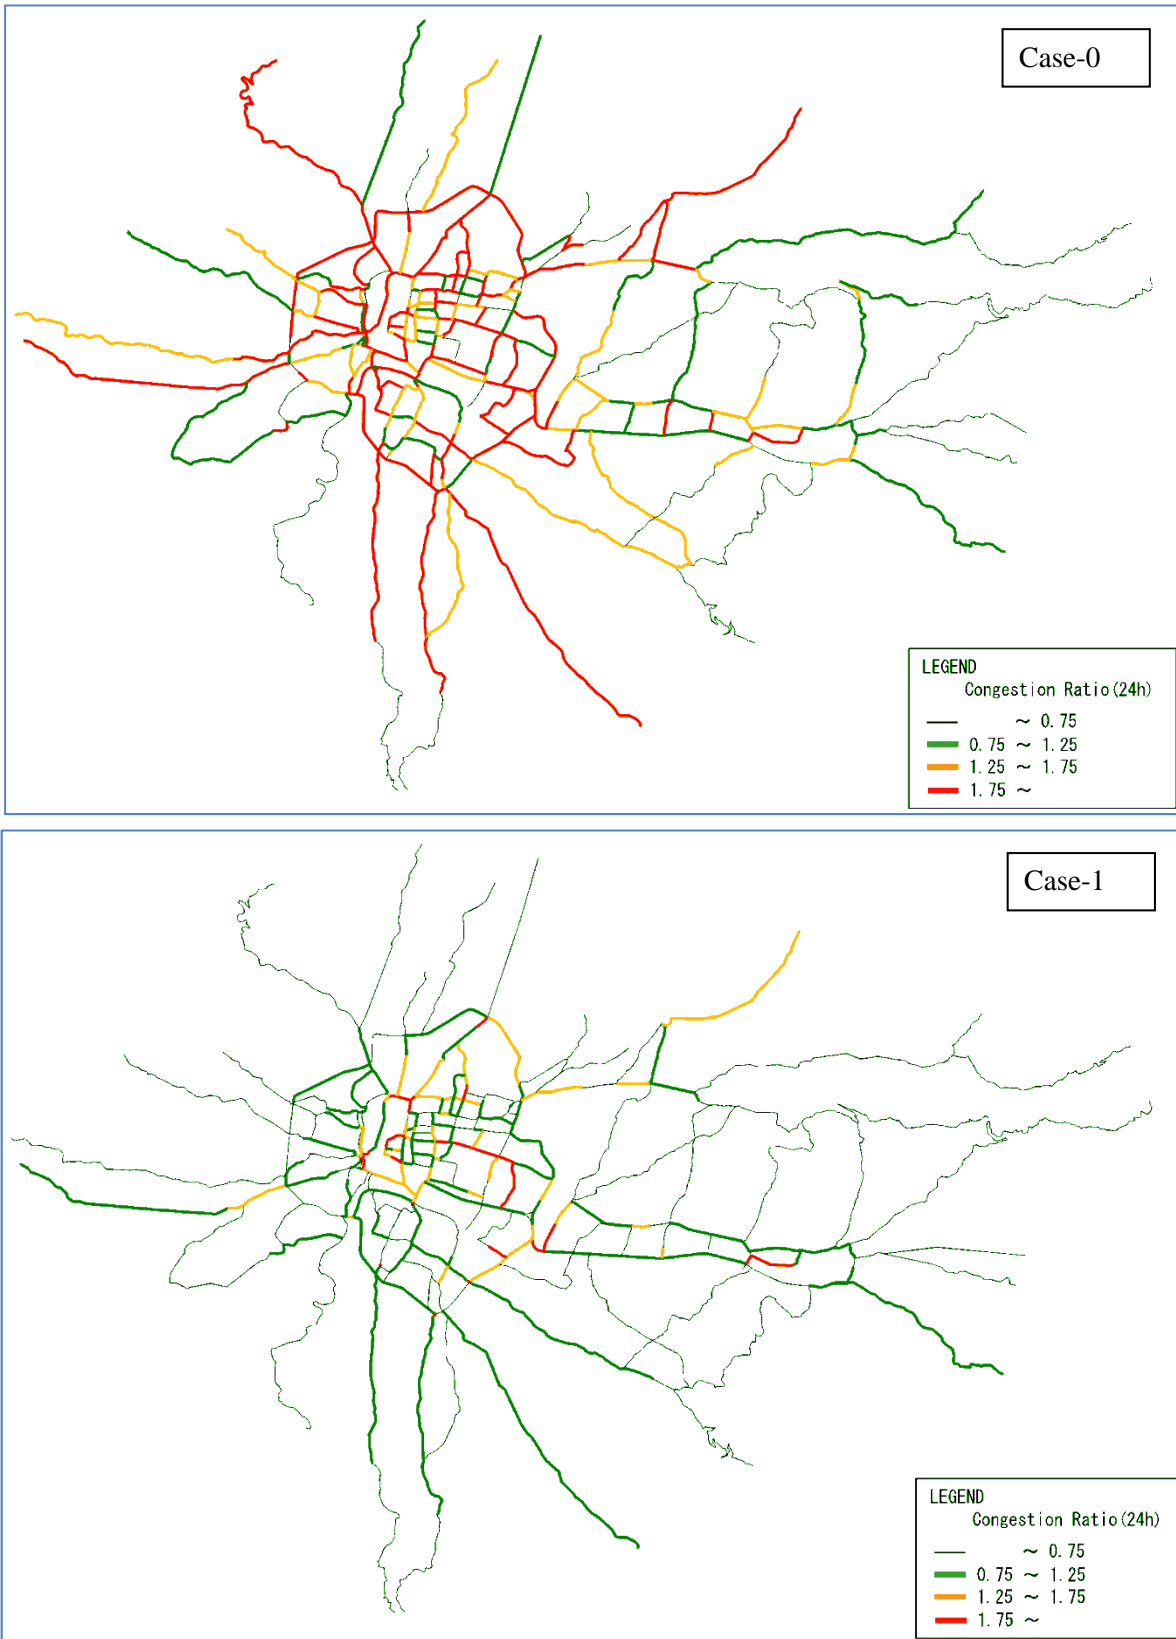 Case-0
LEGEND
Congestion Ratio(24h)
～ 0.75
0.75 ～ 1.25
1.25 ～ 1.75
1.75 ～
Case-1
LEGEND
Congestion Ratio(24h)
～ 0.75
0.75 ～ 1.25
1.25 ～ 1.75
1.75 ～